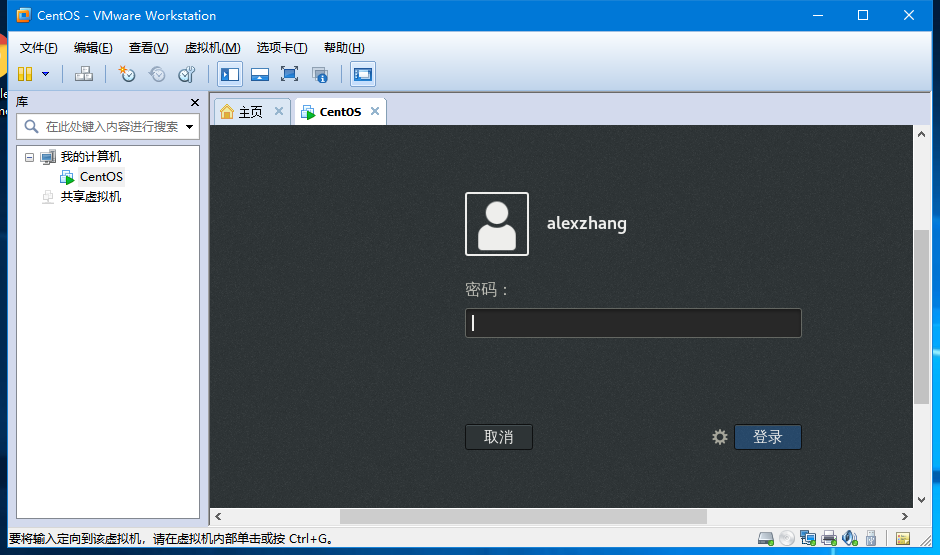 CentOS - VMware Workstation
文件(F) 编辑(E) 查看(V) 虚拟机(M) 选项卡(T) 帮助(H)
库
主页 CentOS
在此处键入内容进行搜索
我的计算机
CentOS
共享虚拟机
alexzhang
密码：
取消 登录
要将输入定向到该虚拟机，请在虚拟机内部单击或按 Ctrl+G。